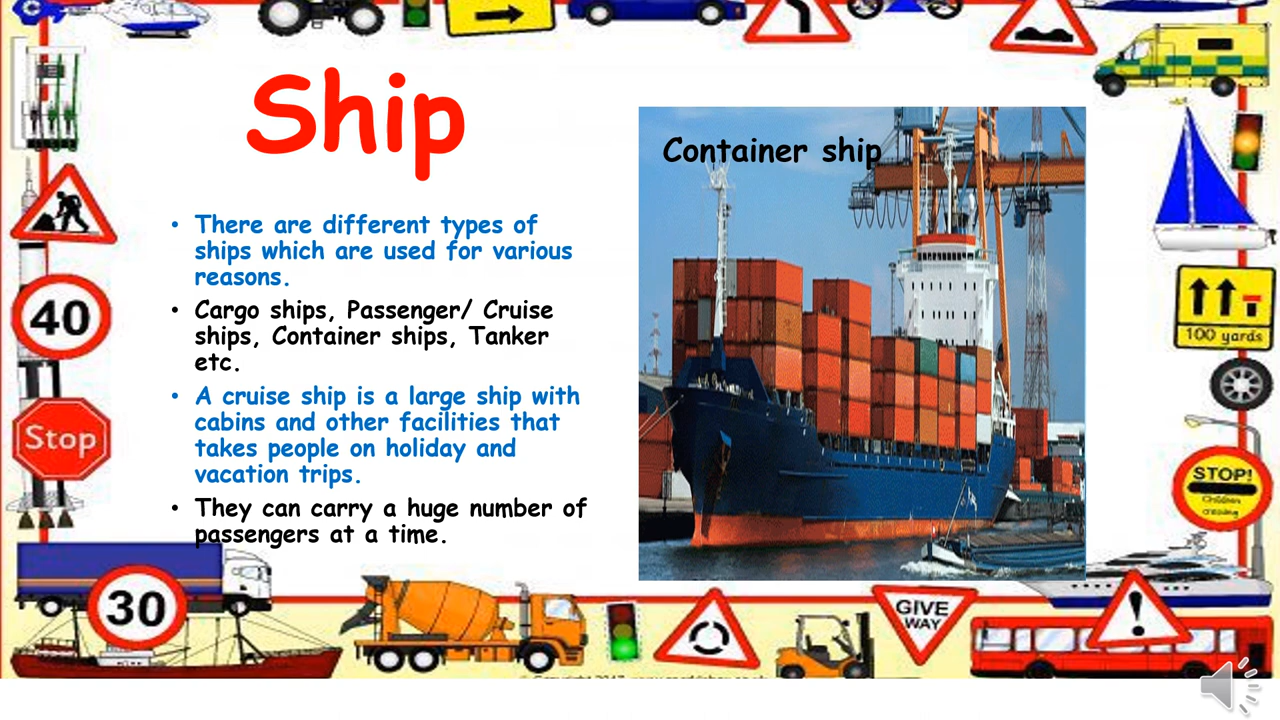 Ship
Container ship
• There are different types of
ships which are used for various
reasons.
• Cargo ships, Passenger/ Cruise
ships, Container ships, Tanker
etc.
• A cruise ship is a large ship with
cabins and other facilities that
takes people on holiday and
vacation trips.
• They can carry a huge number of
passengers at a time.
40
Stop
30
GIVE
WAY
100 yards
STOP!
Children
crossing